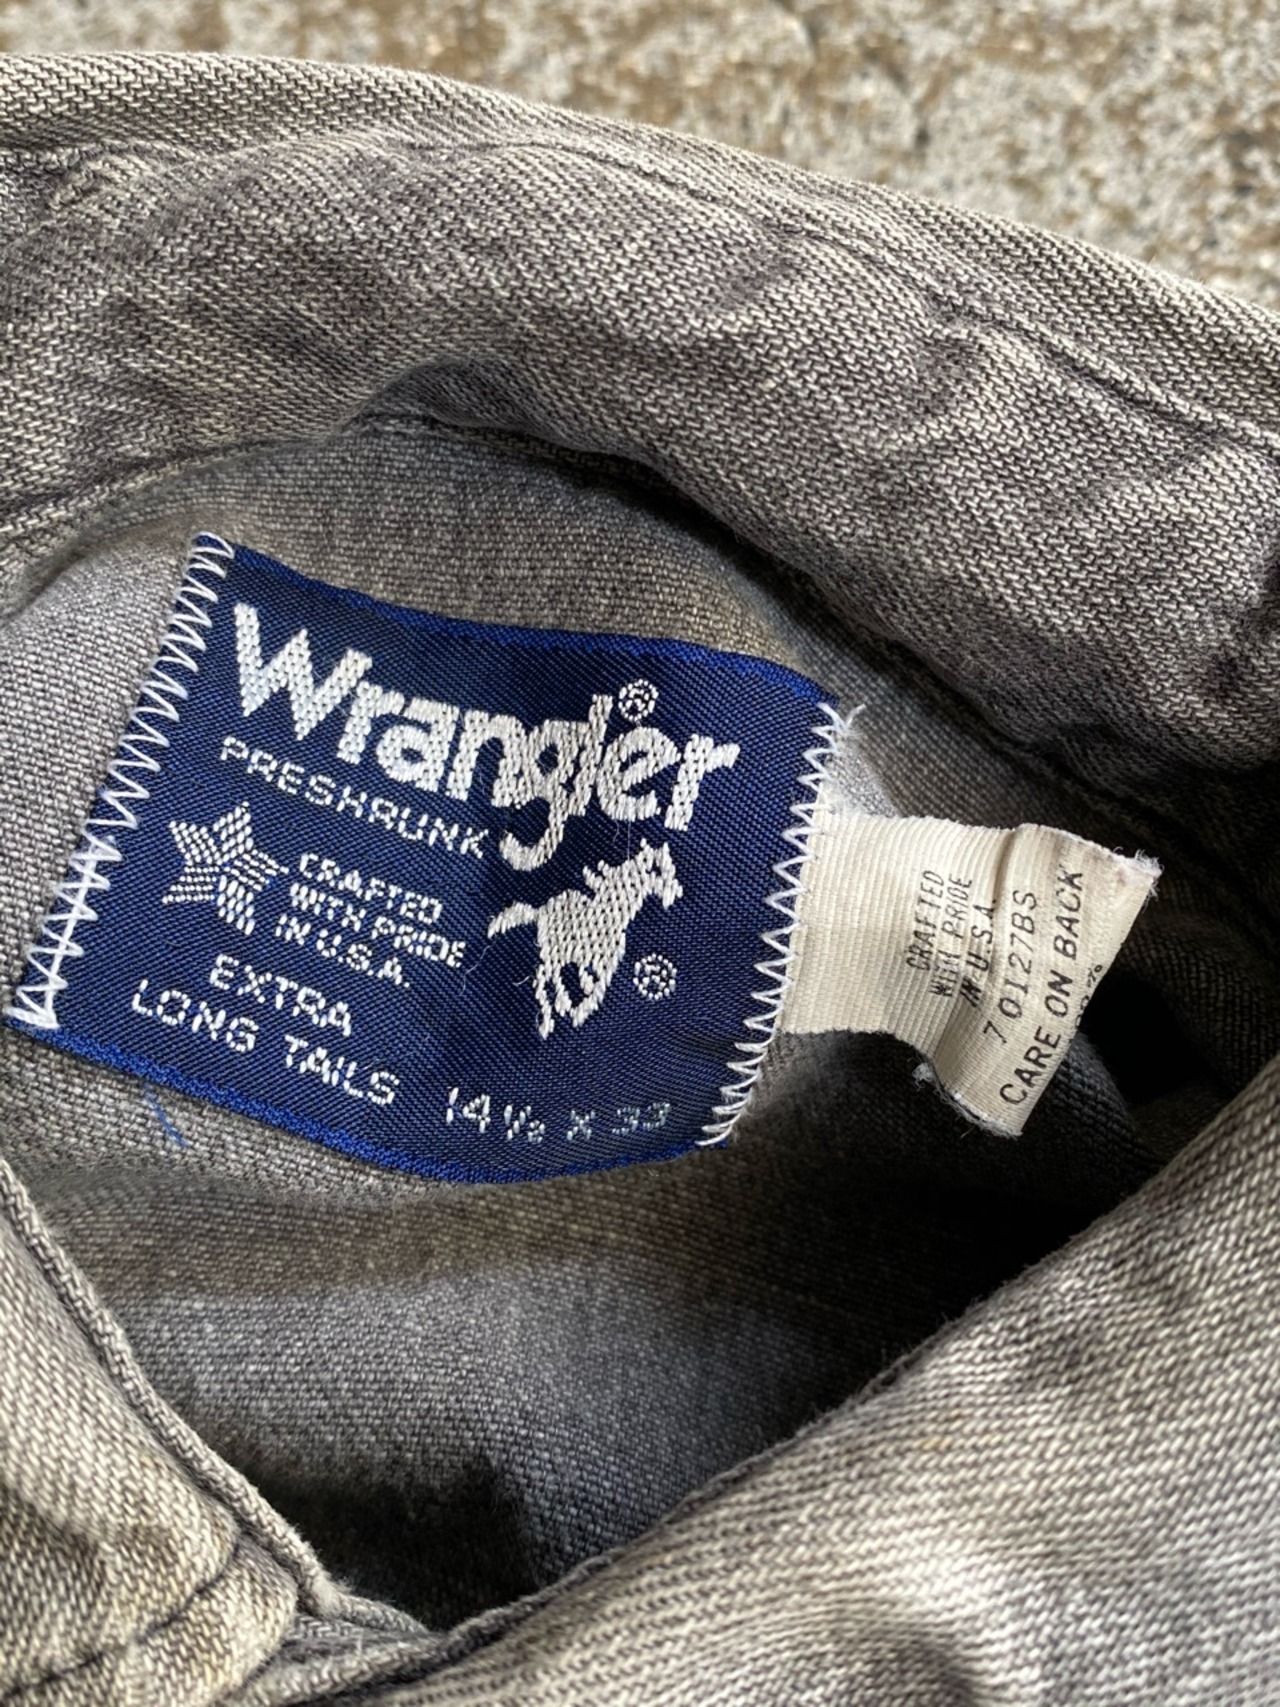 Wrangler®
PRESHRUNK
CRAFTED
WITH PRIDE
IN U.S.A.
EXTRA
LONG TAILS
14½ X 33
®
CRAFTED
WITH PRIDE
IN U.S.A.
70127BS
CARE ON BACK